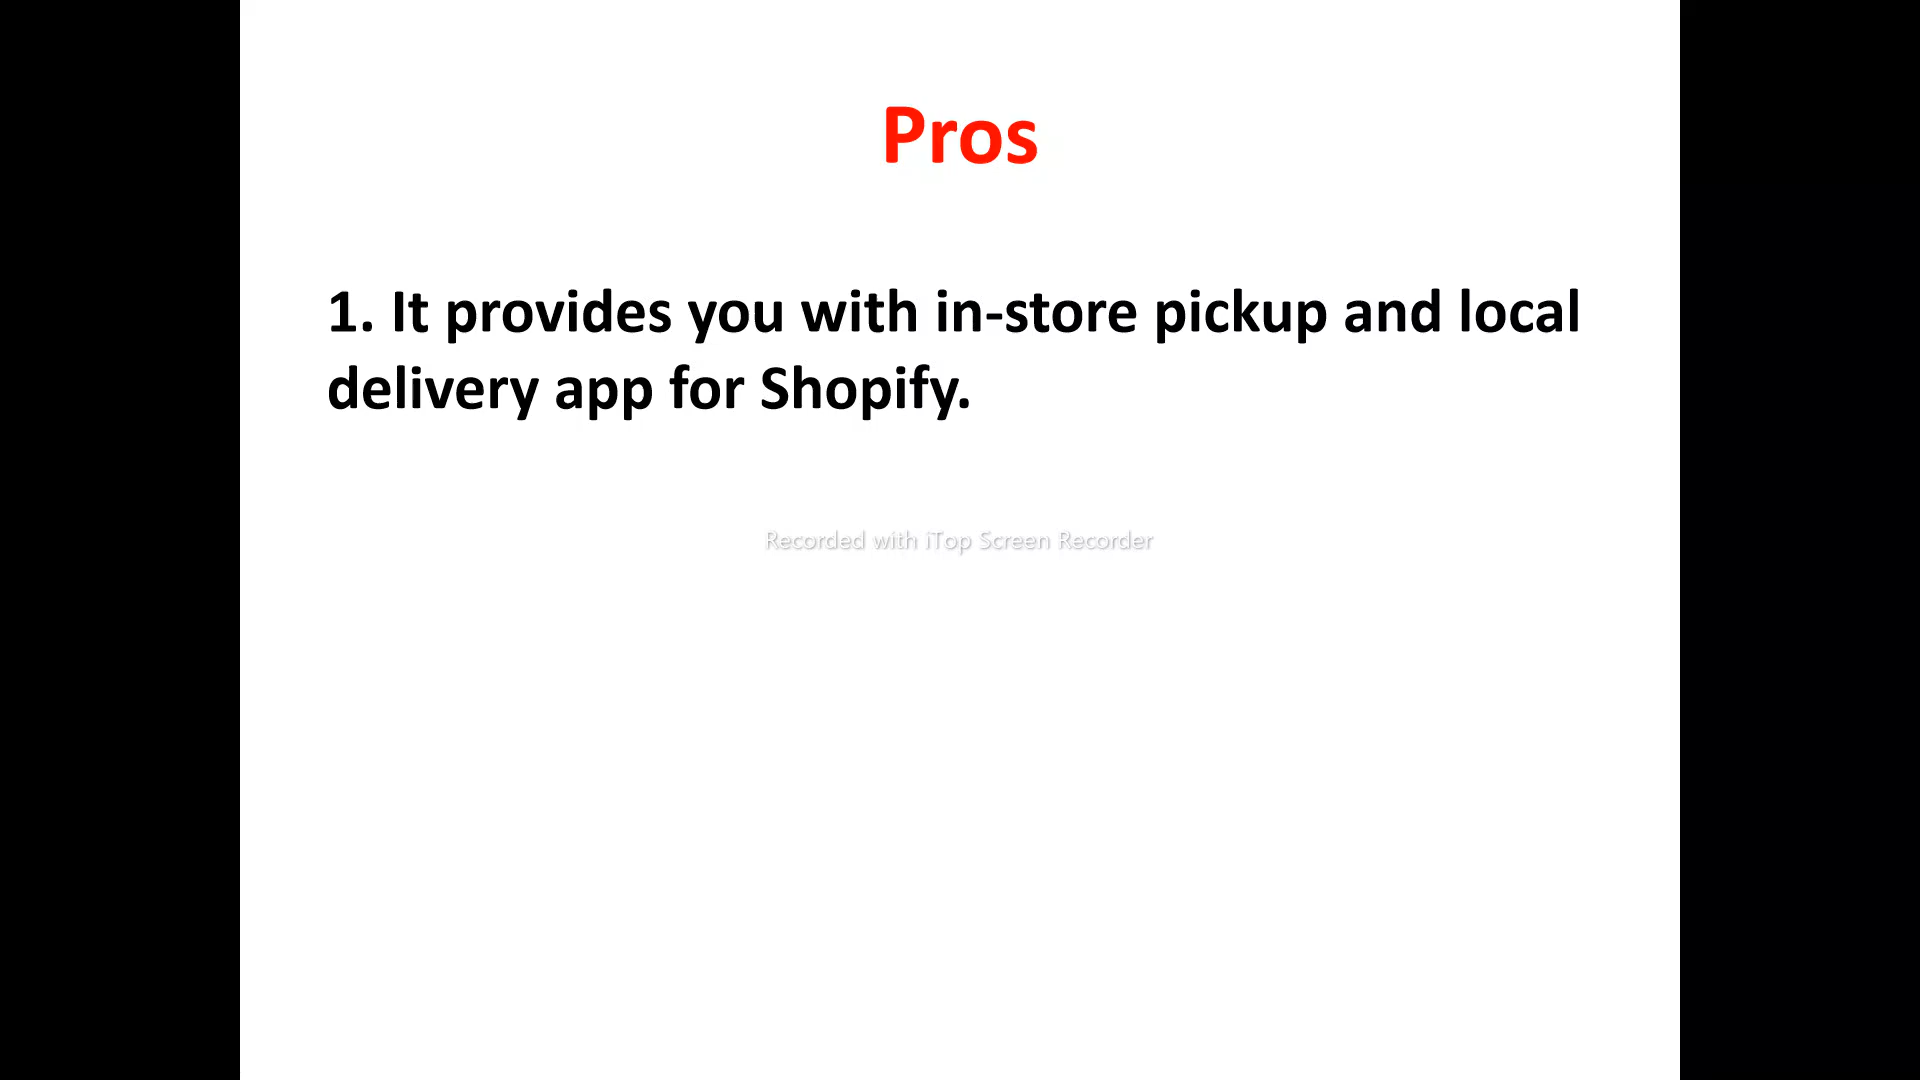 Pros
1. It provides you with in-store pickup and local
delivery app for Shopify.
Recorded with iTop Screen Recorder